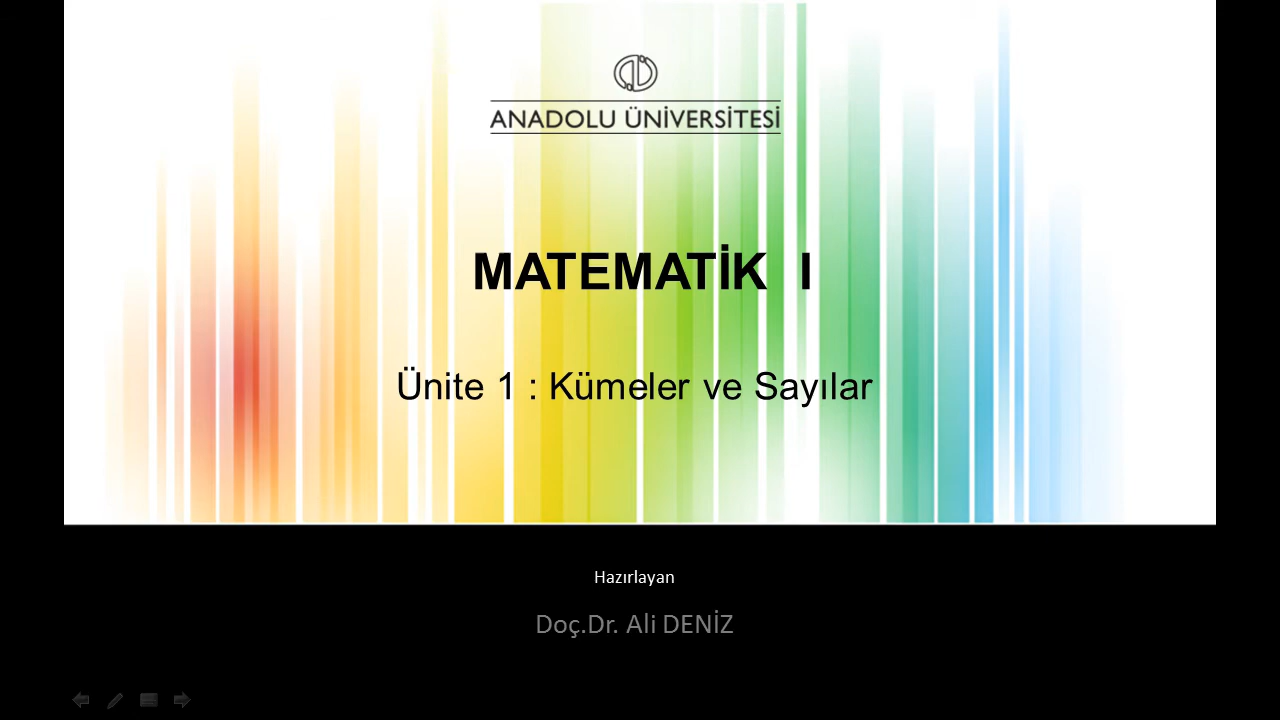 ANADOLU ÜNİVERSİTESİ
MATEMATİK I
Ünite 1 : Kümeler ve Sayılar
Hazırlayan
Doç.Dr. Ali DENİZ